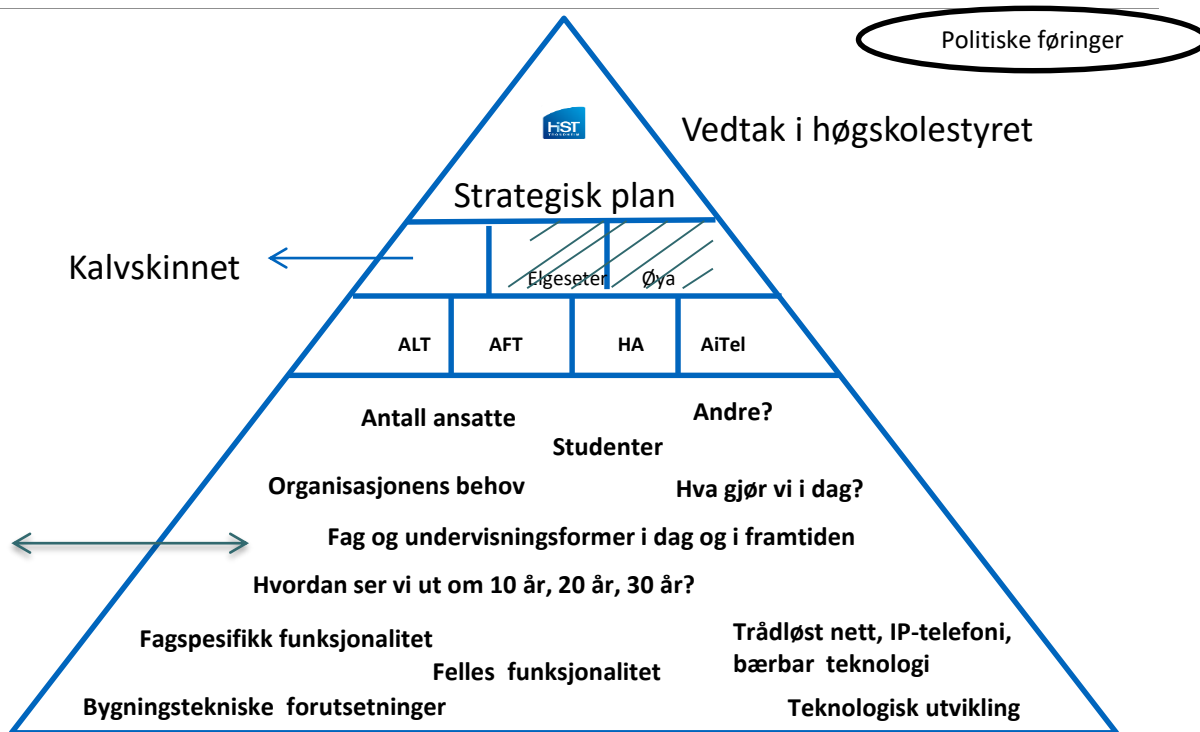 Politiske føringer
HiST
Vedtak i høgskolestyret
Strategisk plan
Kalvskinnet
Elgeseter
Øya
ALT
AFT
HA
AiTel
Antall ansatte
Andre?
Studenter
Organisasjonens behov
Hva gjør vi i dag?
Fag og undervisningsformer i dag og i framtiden
Hvordan ser vi ut om 10 år, 20 år, 30 år?
Fagspesifikk funksjonalitet
Trådløst nett, IP-telefoni,
bærbar teknologi
Felles funksjonalitet
Bygningstekniske forutsetninger
Teknologisk utvikling